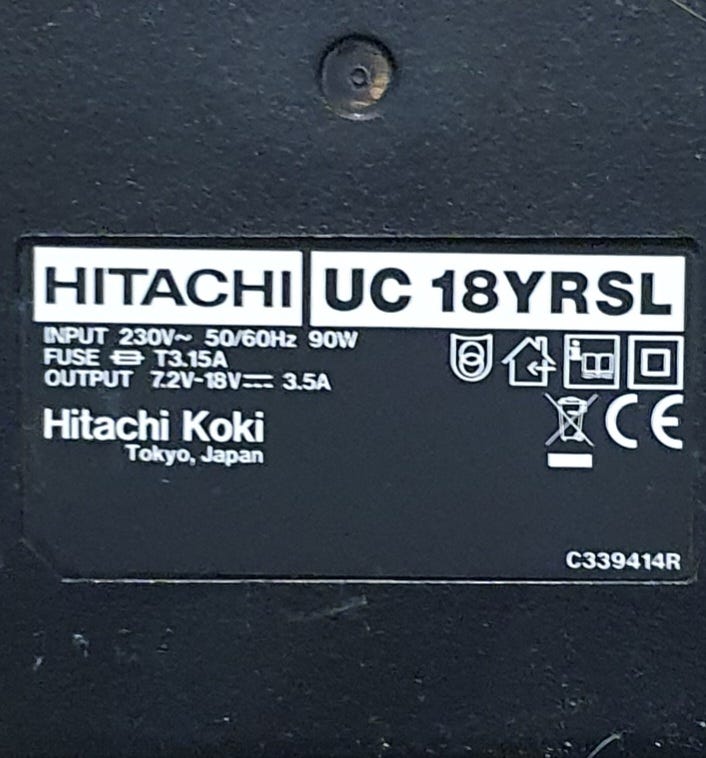 HITACHI UC 18YRSL
INPUT 230V~ 50/60Hz 90W
FUSE T3.15A
OUTPUT 7.2V-18V⎓ 3.5A
Hitachi Koki
Tokyo, Japan
CE
C339414R